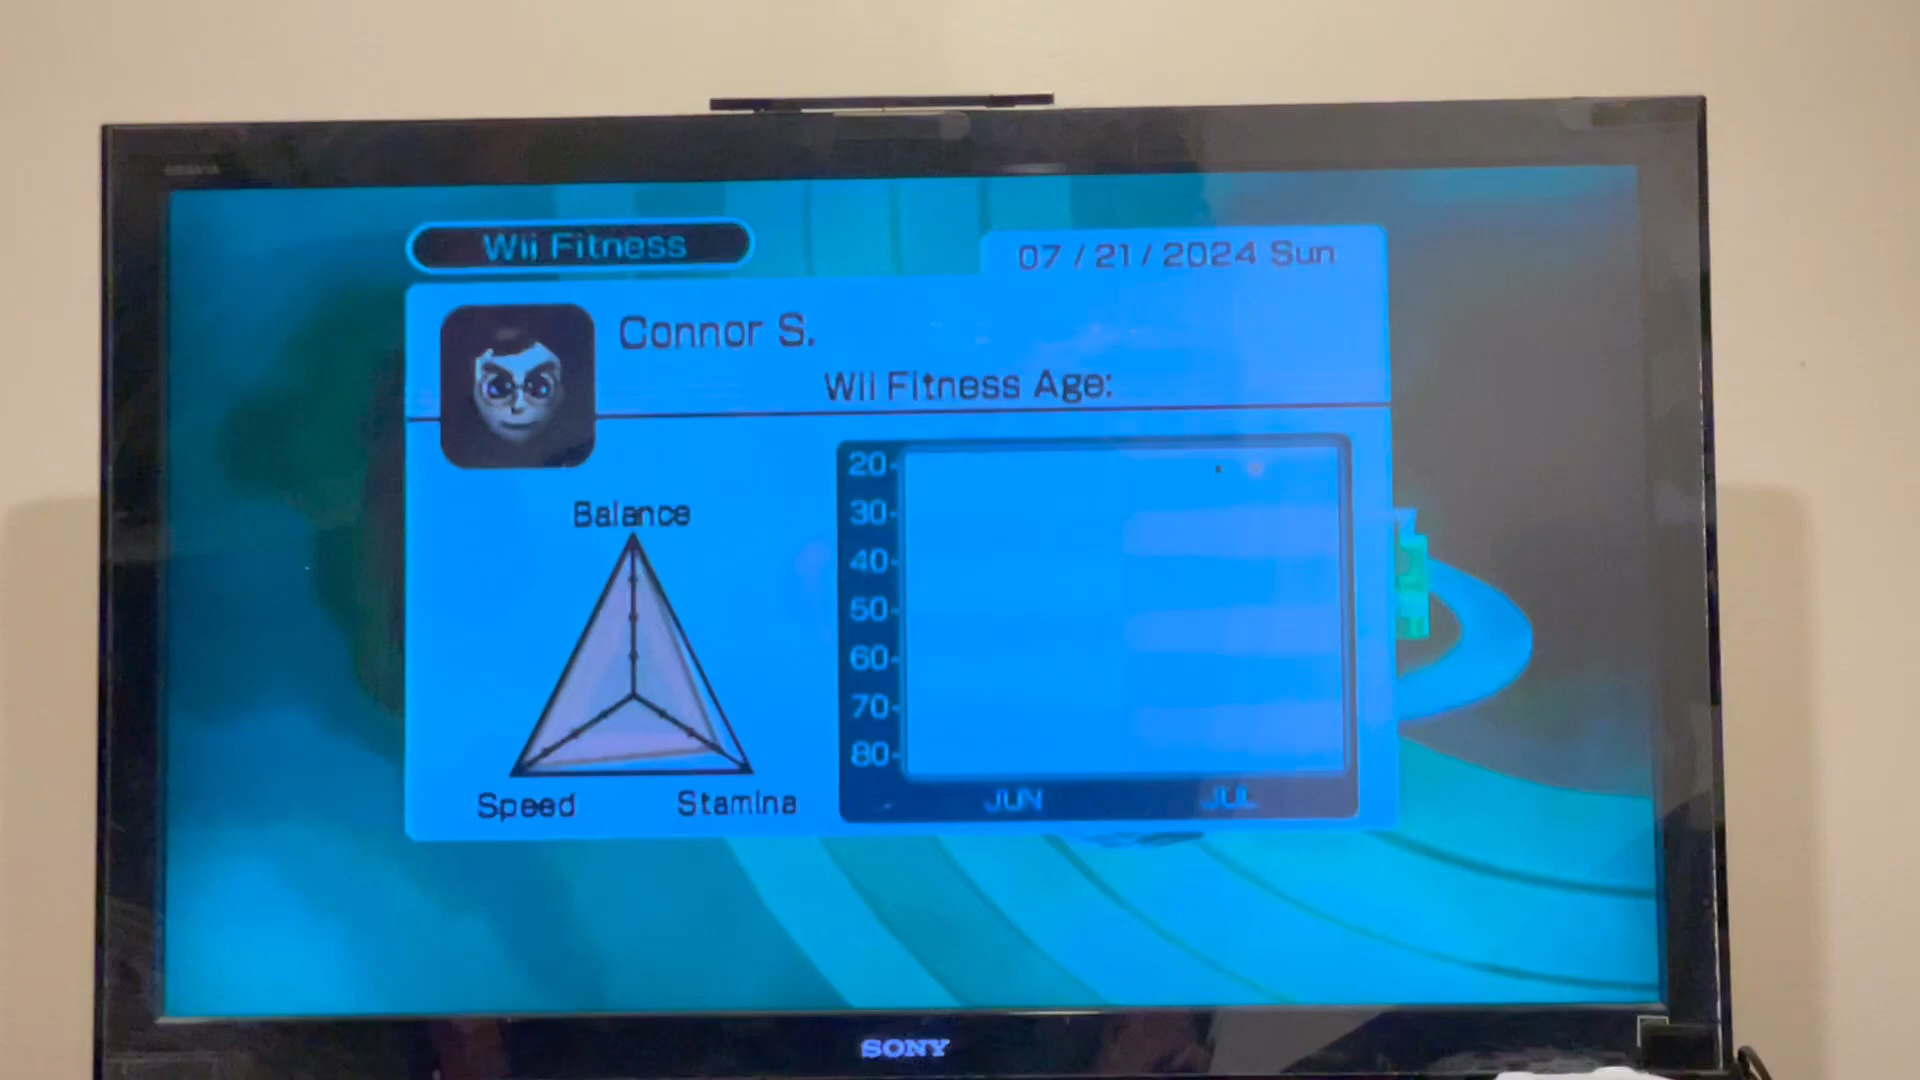 Wii Fitness
07 / 21 / 2024 Sun
Connor S.
Wii Fitness Age:
Balance
Speed
Stamina
20
30
40
50
60
70
80
JUN
JUL
SONY